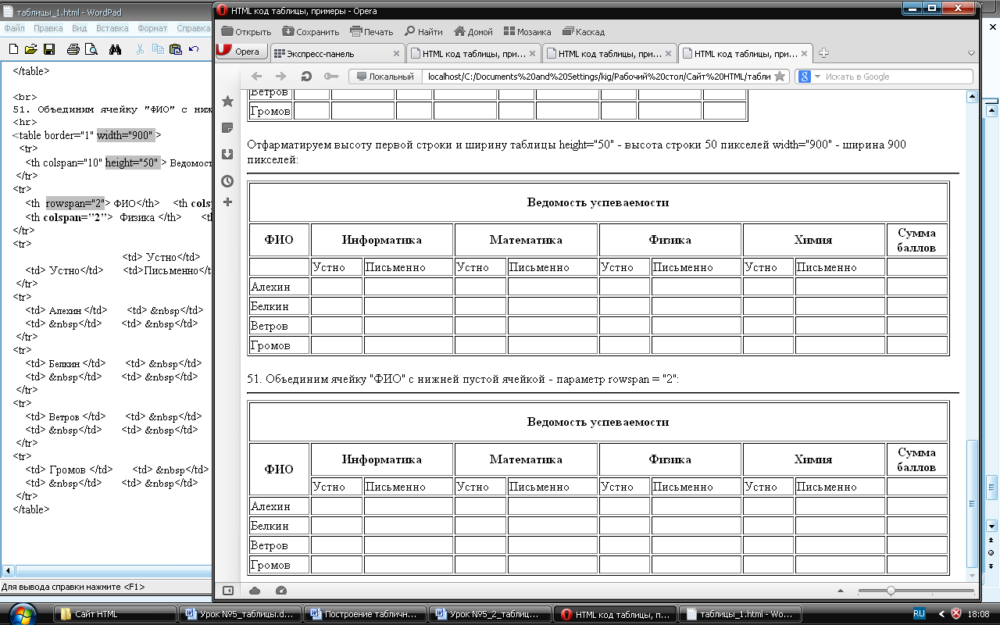 таблицы_1.html - WordPad
Файл Правка Вид Вставка Формат Справка
</table>
<br>
51. Объединим ячейку "ФИО" с ниж
<hr>
<table border="1" width="900" >
<tr>
<th colspan="10" height="50" > Ведомост
</tr>
<tr>
<th rowspan="2"> ФИО</th> <th cols
<th colspan="2"> Физика </th> <t
</tr>
<tr>
<td> Устно</td>
<td> Устно</td> <td>Письменно</t
</tr>
<tr>
<td> Алехин </td> <td> &nbsp</td>
<td> &nbsp</td> <td> &nbsp</td>
</tr>
<tr>
<td> Белкин </td> <td> &nbsp</td>
<td> &nbsp</td> <td> &nbsp</td>
</tr>
<tr>
<td> Ветров </td> <td> &nbsp</td>
<td> &nbsp</td> <td> &nbsp</td>
</tr>
<tr>
<td> Громов </td> <td> &nbsp</td>
<td> &nbsp</td> <td> &nbsp</td>
</tr>
</table>
Для вывода справки нажмите <F1>
HTML код таблицы, примеры - Opera
Открыть Сохранить Печать Найти Домой Мозаика Каскад
Opera Экспресс-панель HTML код таблицы, при... HTML код таблицы, при... HTML код таблицы, при...
Локальный localhost/C:/Documents%20and%20Settings/kig/Рабочий%20стол/Сайт%20HTML/табли Искать в Google
Ветров
Громов
Отфарматируем высоту первой строки и ширину таблицы height="50" - высота строки 50 пикселей width="900" - ширина 900
пикселей:
Ведомость успеваемости
ФИО Информатика Математика Физика Химия Сумма
баллов
Устно Письменно Устно Письменно Устно Письменно Устно Письменно
Алехин
Белкин
Ветров
Громов
51. Объединим ячейку "ФИО" с нижней пустой ячейкой - параметр rowspan = "2":
Ведомость успеваемости
ФИО Информатика Математика Физика Химия Сумма
баллов
Устно Письменно Устно Письменно Устно Письменно Устно Письменно
Алехин
Белкин
Ветров
Громов
Сайт HTML Урок №5_таблицы.d... Построение табличн... Урок №5_2_таблиц... HTML код таблицы, п... таблицы_1.html - Wo... RU 18:08